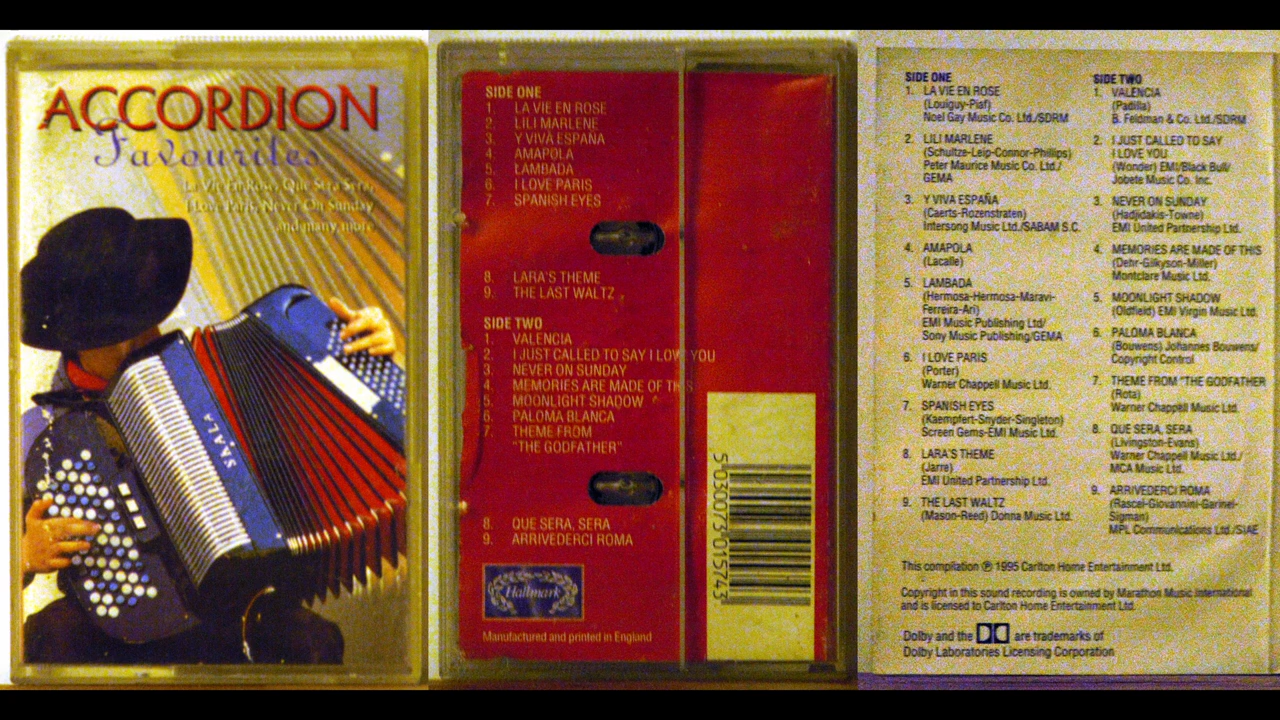 ACCORDION
Favourites
La Vie En Rose, Que Sera Sera,
I Love Paris, Never On Sunday
and many more
SIDE ONE
1. LA VIE EN ROSE
2. LILI MARLENE
3. Y VIVA ESPAÑA
4. AMAPOLA
5. LAMBADA
6. I LOVE PARIS
7. SPANISH EYES
8. LARA'S THEME
9. THE LAST WALTZ
SIDE TWO
1. VALENCIA
2. I JUST CALLED TO SAY I LOVE YOU
3. NEVER ON SUNDAY
4. MEMORIES ARE MADE OF THIS
5. MOONLIGHT SHADOW
6. PALOMA BLANCA
7. THEME FROM
"THE GODFATHER"
8. QUE SERA, SERA
9. ARRIVEDERCI ROMA
Hallmark
Manufactured and printed in England
5 030073 015743
SIDE ONE
1. LA VIE EN ROSE
(Louiguy-Piaf)
Noel Gay Music Co. Ltd./SDRM
2. LILI MARLENE
(Schultze-Leip-Connor-Phillips)
Peter Maurice Music Co. Ltd./
GEMA
3. Y VIVA ESPAÑA
(Caerts-Rozenstraten)
Intersong Music Ltd./SABAM S.C.
4. AMAPOLA
(Lacalle)
5. LAMBADA
(Hermosa-Hermosa-Maravi-
Ferreira-Ari)
EMI Music Publishing Ltd/
Sony Music Publishing/GEMA
6. I LOVE PARIS
(Porter)
Warner Chappell Music Ltd.
7. SPANISH EYES
(Kaempfert-Snyder-Singleton)
Screen Gems-EMI Music Ltd.
8. LARA'S THEME
(Jarre)
EMI United Partnership Ltd.
9. THE LAST WALTZ
(Mason-Reed) Donna Music Ltd.
SIDE TWO
1. VALENCIA
(Padilla)
B. Feldman & Co. Ltd./SDRM
2. I JUST CALLED TO SAY
I LOVE YOU
(Wonder) EMI/Black Bull/
Jobete Music Co. Inc.
3. NEVER ON SUNDAY
(Hadjidakis-Towne)
EMI United Partnership Ltd.
4. MEMORIES ARE MADE OF THIS
(Dehr-Gilkyson-Miller)
Montclare Music Ltd.
5. MOONLIGHT SHADOW
(Oldfield) EMI Virgin Music Ltd.
6. PALOMA BLANCA
(Bouwens) Johannes Bouwens/
Copyright Control
7. THEME FROM "THE GODFATHER
(Rota)
Warner Chappell Music Ltd.
8. QUE SERA, SERA
(Livingston-Evans)
Warner Chappell Music Ltd./
MCA Music Ltd.
9. ARRIVEDERCI ROMA
(Rascel-Giovannini-Garinei-
Sigman)
MPL Communications Ltd./SIAE
This compilation ℗ 1995 Carlton Home Entertainment Ltd.
Copyright in this sound recording is owned by Marathon Music International
and is licensed to Carlton Home Entertainment Ltd.
Dolby and the are trademarks of
Dolby Laboratories Licensing Corporation